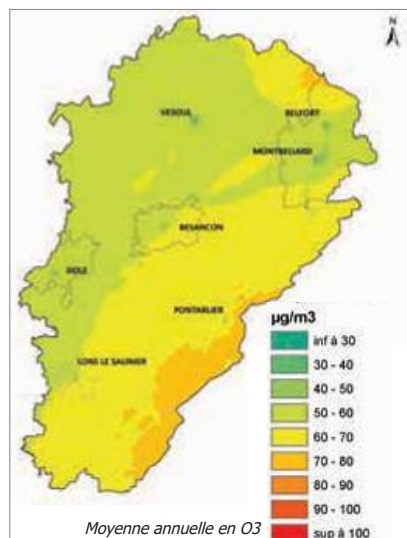 N
VESOUL
BELFORT
MONTBELIARD
BESANCON
DOLE
PONTARLIER
LONS LE SAUNIER
µg/m3
inf à 30
30 - 40
40 - 50
50 - 60
60 - 70
70 - 80
80 - 90
90 - 100
sup à 100
Moyenne annuelle en O3